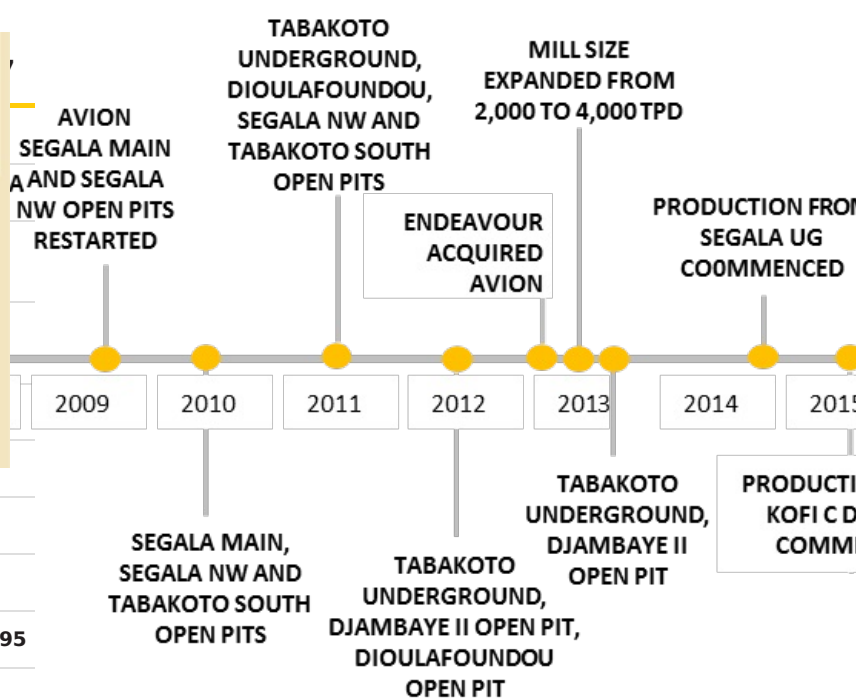 TABAKOTO
UNDERGROUND,
DIOULAFOUNDOU,
SEGALA NW AND
TABAKOTO SOUTH
OPEN PITS
MILL SIZE
EXPANDED FROM
2,000 TO 4,000 TPD
AVION
SEGALA MAIN
AND SEGALA
NW OPEN PITS
RESTARTED
ENDEAVOUR
ACQUIRED
AVION
PRODUCTION
SEGALA UG
CO0MMENCED
2009
2010
2011
2012
2013
2014
SEGALA MAIN,
SEGALA NW AND
TABAKOTO SOUTH
OPEN PITS
TABAKOTO
UNDERGROUND,
DJAMBAYE II OPEN PIT,
DIOULAFOUNDOU
OPEN PIT
TABAKOTO
UNDERGROUND,
DJAMBAYE II
OPEN PIT
KOFI C
95